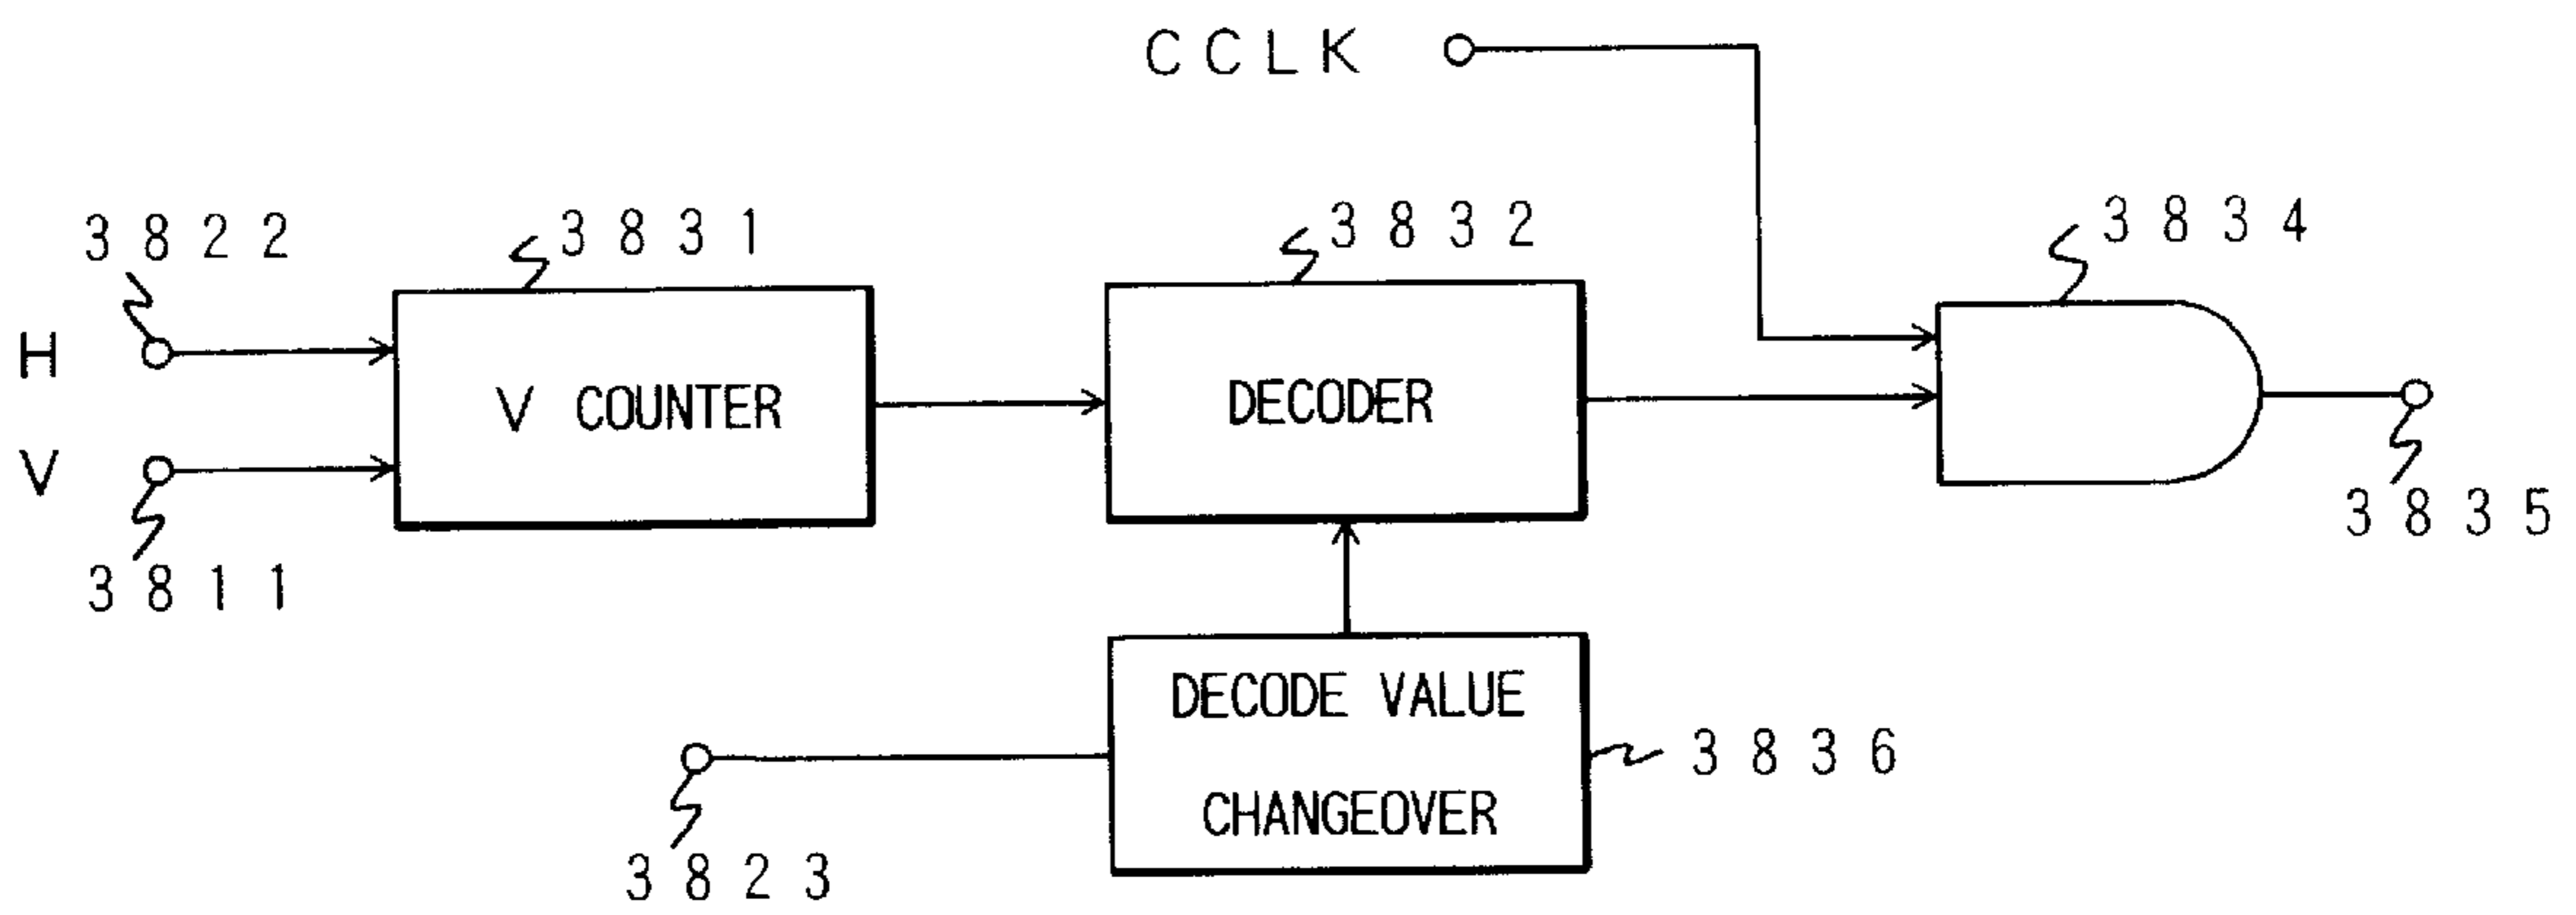 CCLK
3822
3831
3832
3834
H
V COUNTER
DECODER
V
3811
3835
DECODE VALUE
CHANGEOVER
3836
3823